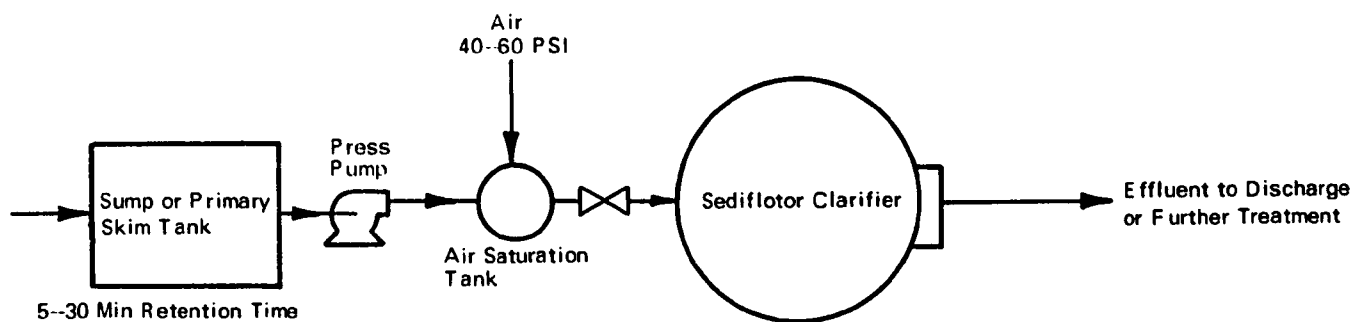 Air
40--60 PSI
Press
Pump
Sump or Primary
Skim Tank
Sediflotor Clarifier
Effluent to Discharge
or Further Treatment
Air Saturation
Tank
5--30 Min Retention Time